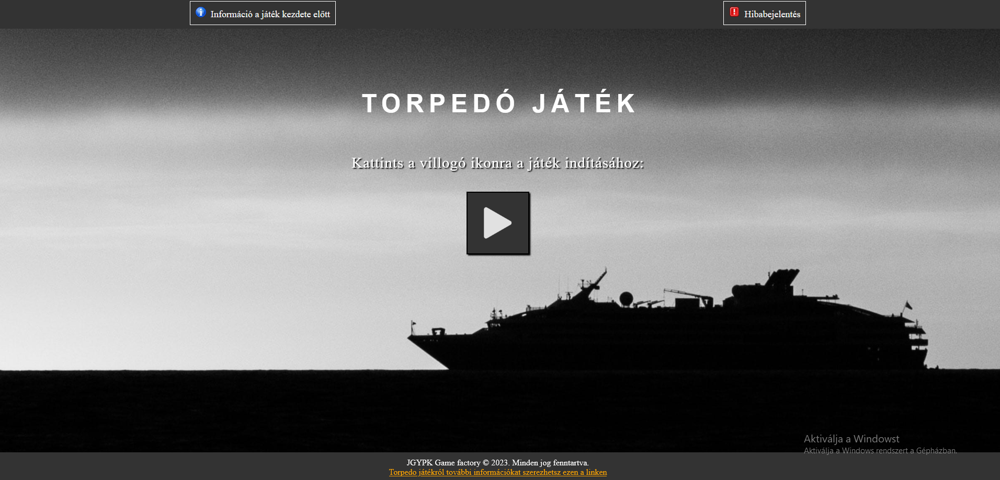 Információ a játék kezdete előtt
Hibabejelentés
TORPEDÓ JÁTÉK
Kattints a villogó ikonra a játék indításához:
Aktiválja a Windowst
Aktiválja a Windows rendszert a Gépházban.
JGYPK Game factory © 2023. Minden jog fenntartva.
Torpedo játékról további információkat szerezhetsz ezen a linken